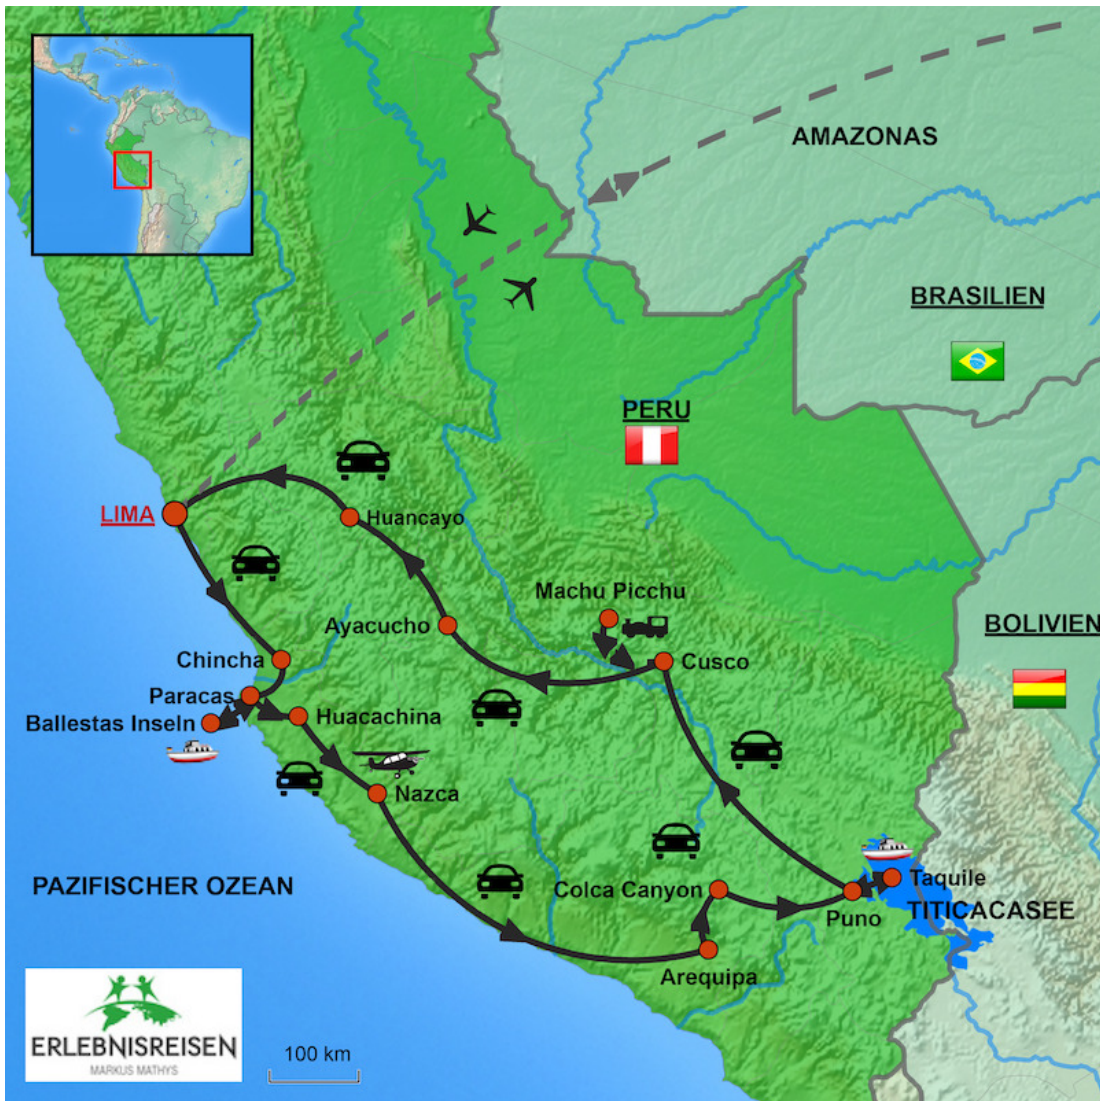 AMAZONAS
BRASILIEN
PERU
LIMA
Huancayo
Machu Picchu
Ayacucho
BOLIVIEN
Chincha
Cusco
Paracas
Huacachina
Ballestas Inseln
Nazca
PAZIFISCHER OZEAN
Colca Canyon
Taquile
Puno
TITICACASEE
Arequipa
ERLEBNISREISEN
MARKUS MATHYS
100 km